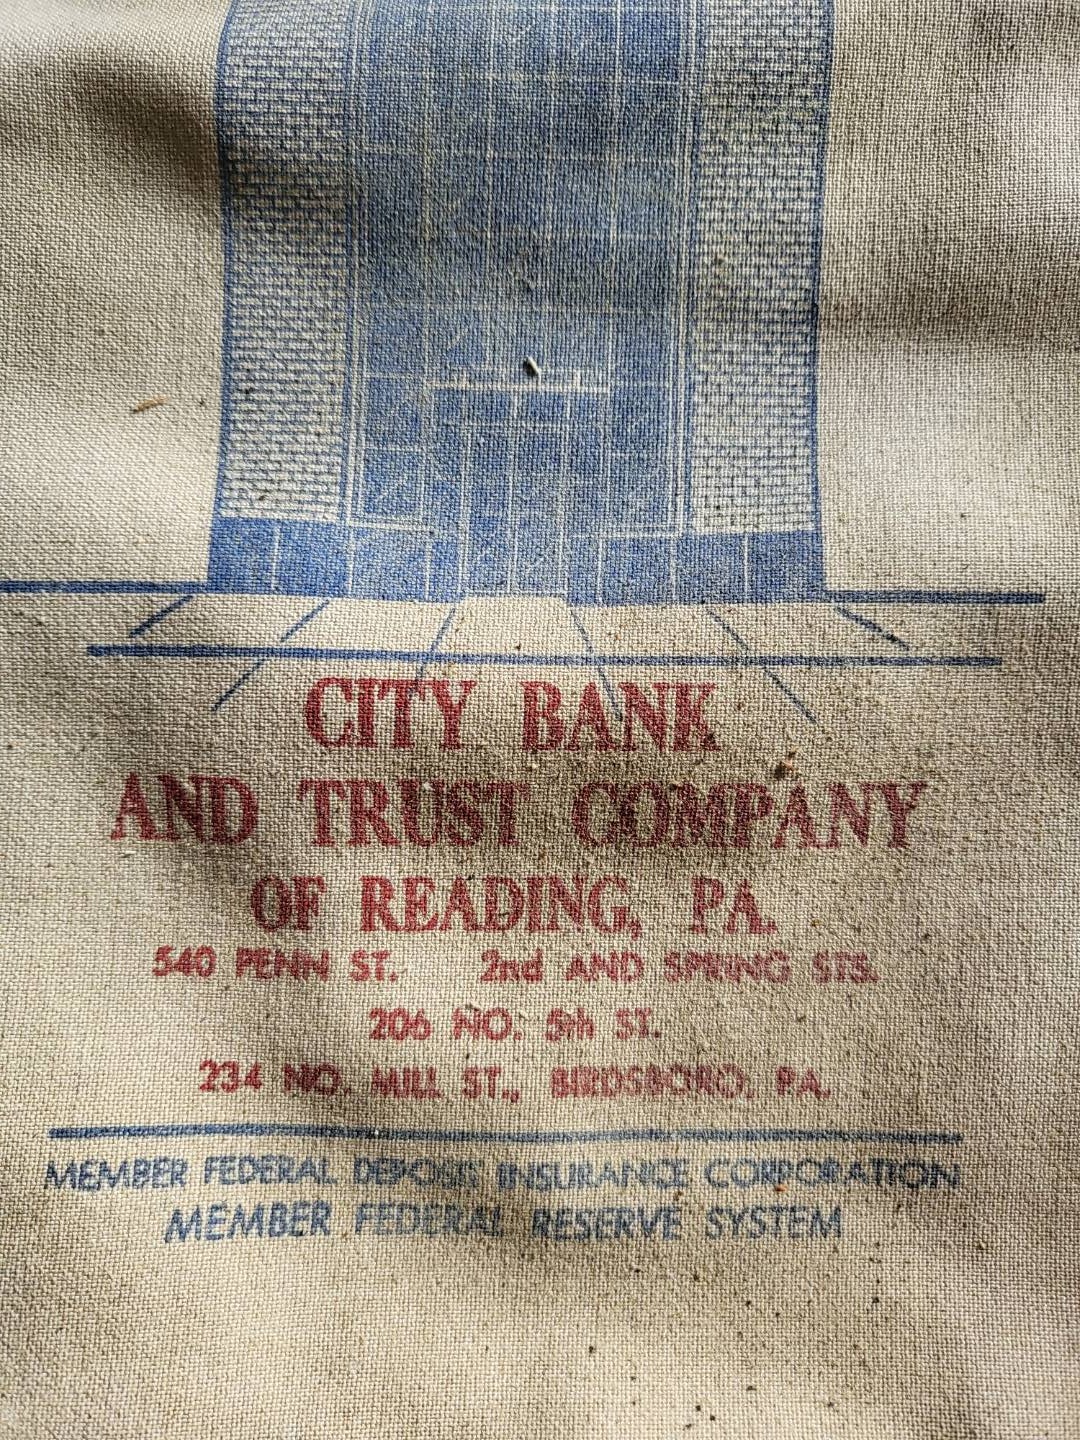 CITY BANK
AND TRUST COMPANY
OF READING, PA.
540 PENN ST. 2nd AND SPRING STS.
206 NO. 5th ST.
234 NO. MILL ST., BIRDSBORO, PA.
MEMBER FEDERAL DEPOSIT INSURANCE CORPORATION
MEMBER FEDERAL RESERVE SYSTEM